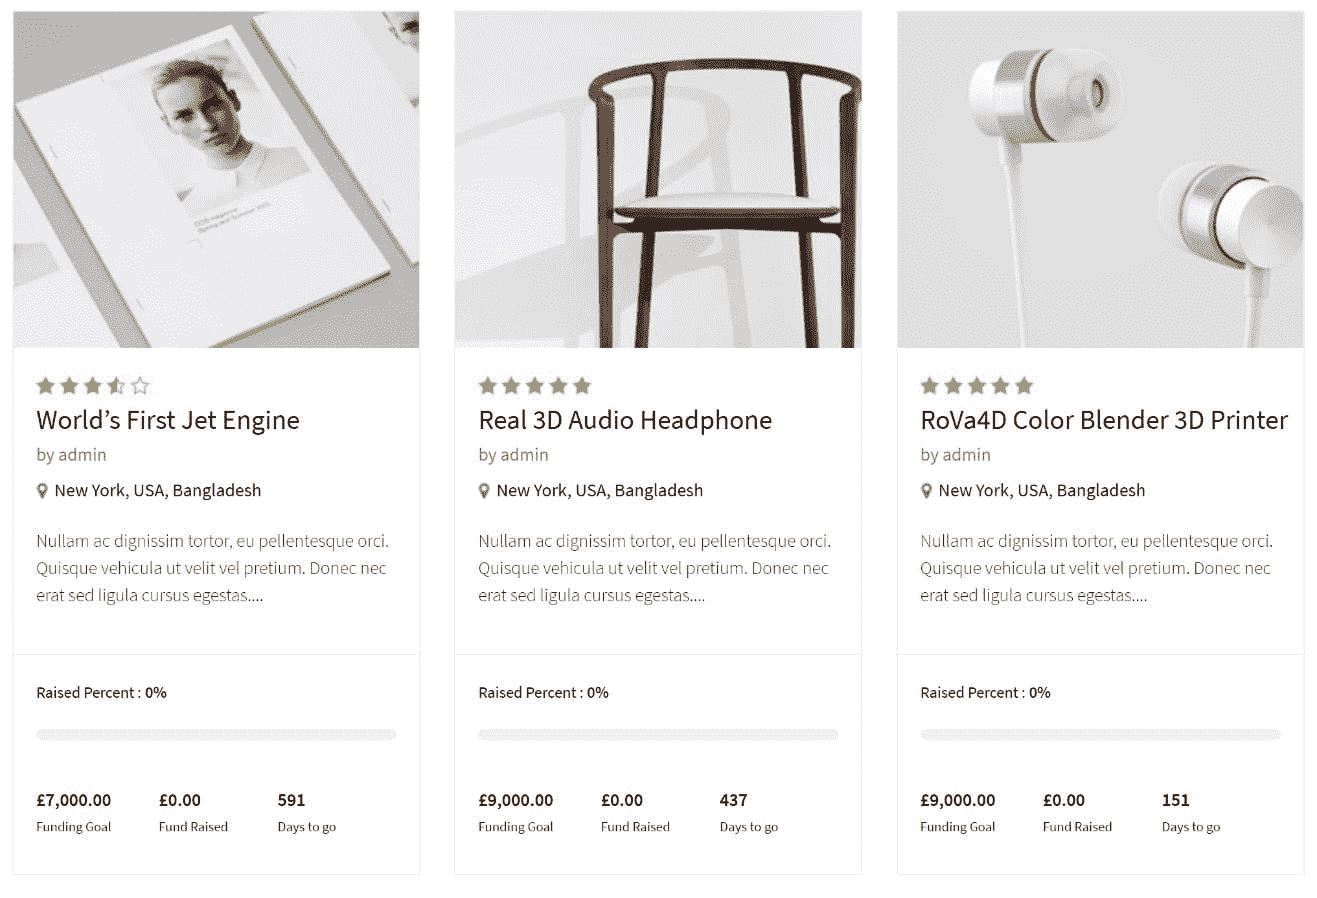 World’s First Jet Engine
by admin
New York, USA, Bangladesh
Nullam ac dignissim tortor, eu pellentesque orci.
Quisque vehicula ut velit vel pretium. Donec nec
erat sed ligula cursus egestas....
Raised Percent : 0%
£7,000.00 £0.00 591
Funding Goal Fund Raised Days to go
Real 3D Audio Headphone
by admin
New York, USA, Bangladesh
Nullam ac dignissim tortor, eu pellentesque orci.
Quisque vehicula ut velit vel pretium. Donec nec
erat sed ligula cursus egestas....
Raised Percent : 0%
£9,000.00 £0.00 437
Funding Goal Fund Raised Days to go
RoVa4D Color Blender 3D Printer
by admin
New York, USA, Bangladesh
Nullam ac dignissim tortor, eu pellentesque orci.
Quisque vehicula ut velit vel pretium. Donec nec
erat sed ligula cursus egestas....
Raised Percent : 0%
£9,000.00 £0.00 151
Funding Goal Fund Raised Days to go